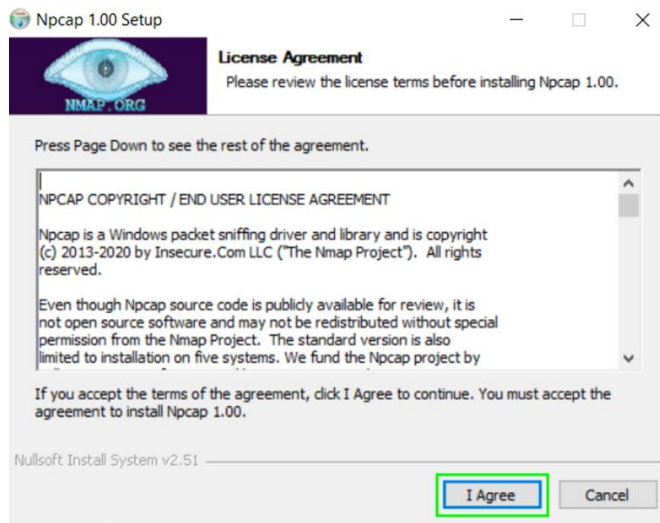 Npcap 1.00 Setup
NMAP.ORG
License Agreement
Please review the license terms before installing Npcap 1.00.
Press Page Down to see the rest of the agreement.
NPCAP COPYRIGHT / END USER LICENSE AGREEMENT
Npcap is a Windows packet sniffing driver and library and is copyright
(c) 2013-2020 by Insecure.Com LLC ("The Nmap Project"). All rights
reserved.
Even though Npcap source code is publicly available for review, it is
not open source software and may not be redistributed without special
permission from the Nmap Project. The standard version is also
limited to installation on five systems. We fund the Npcap project by
If you accept the terms of the agreement, click I Agree to continue. You must accept the
agreement to install Npcap 1.00.
Nullsoft Install System v2.51
I Agree
Cancel